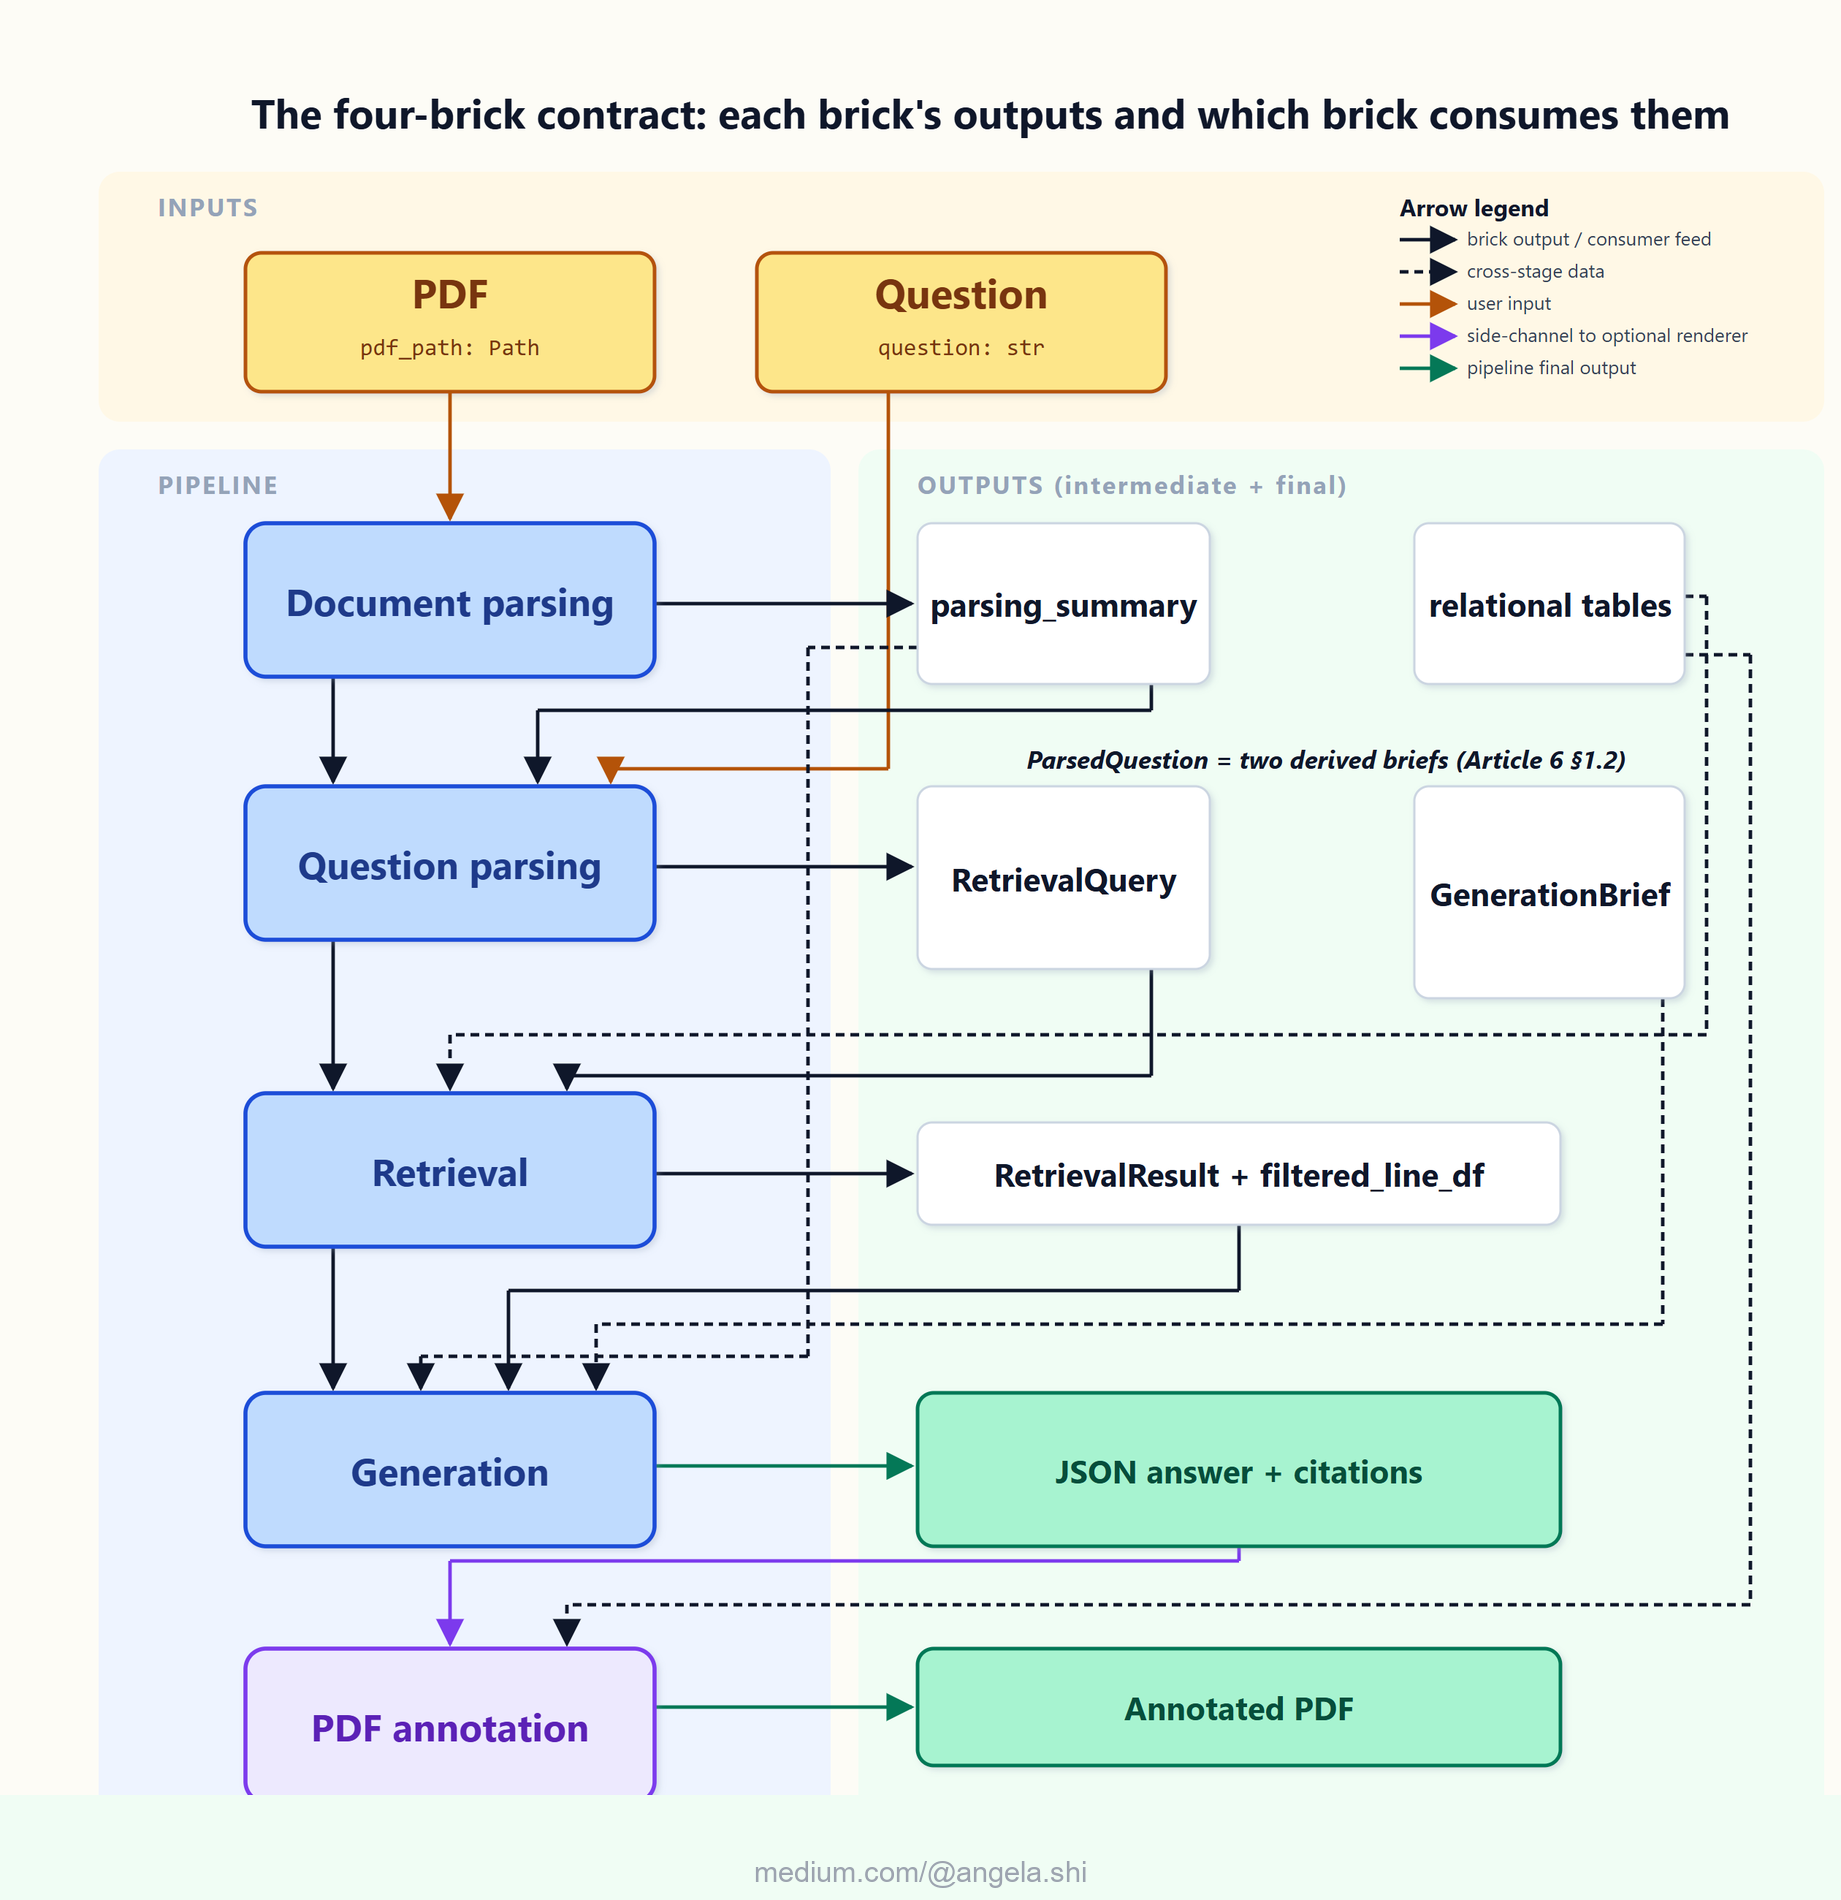 The four-brick contract: each brick's outputs and which brick consumes them
INPUTS
PDF
pdf_path: Path
Question
question: str
Arrow legend
brick output / consumer feed
cross-stage data
user input
side-channel to optional renderer
pipeline final output
PIPELINE
OUTPUTS (intermediate + final)
Document parsing
parsing_summary
relational tables
ParsedQuestion = two derived briefs (Article 6 §1.2)
Question parsing
RetrievalQuery
GenerationBrief
Retrieval
RetrievalResult + filtered_line_df
Generation
JSON answer + citations
PDF annotation
Annotated PDF
medium.com/@angela.shi